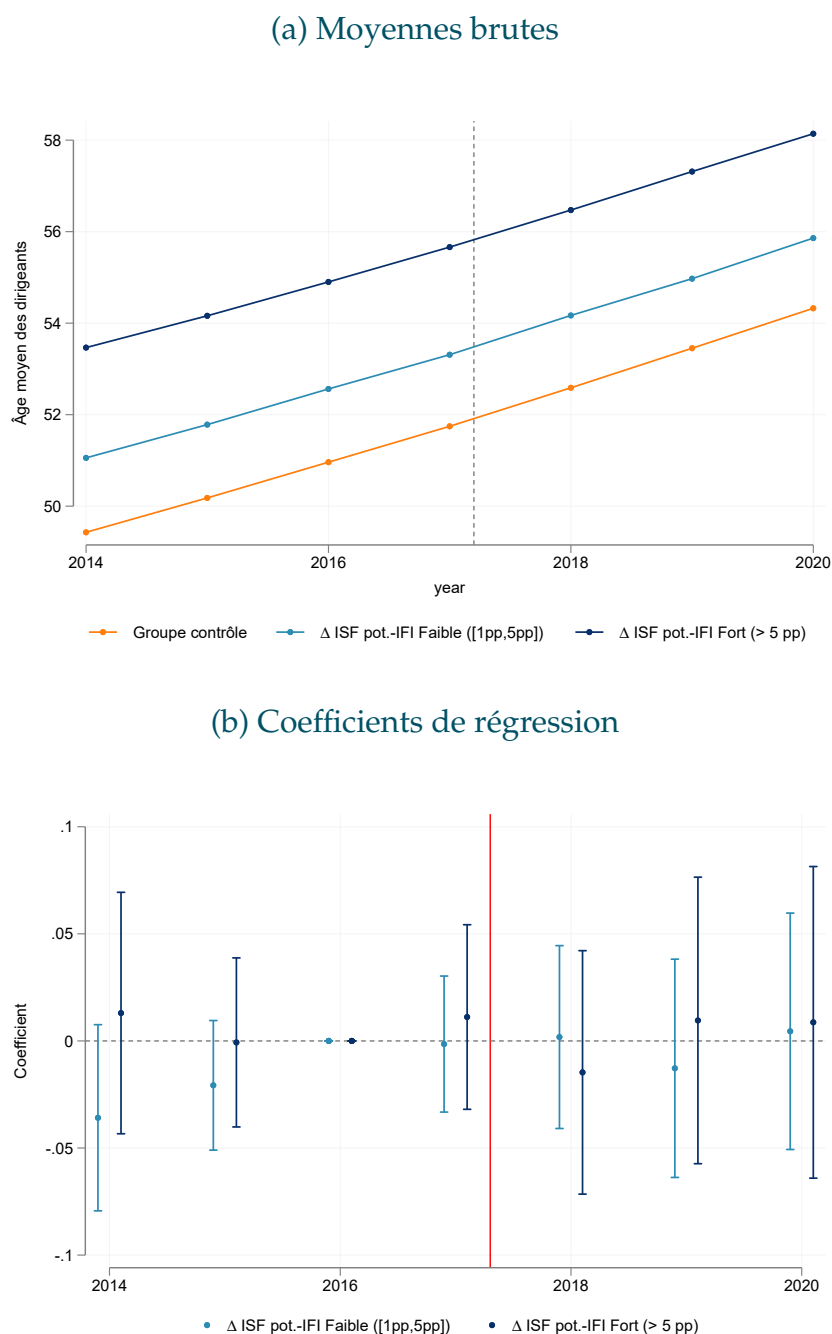 (a) Moyennes brutes
58
56
54
52
50
Âge moyen des dirigeants
2014
2016
2018
2020
year
Groupe contrôle
Δ ISF pot.-IFI Faible ([1pp,5pp])
Δ ISF pot.-IFI Fort (> 5 pp)
(b) Coefficients de régression
.1
.05
0
-.05
-.1
Coefficient
2014
2016
2018
2020
Δ ISF pot.-IFI Faible ([1pp,5pp])
Δ ISF pot.-IFI Fort (> 5 pp)